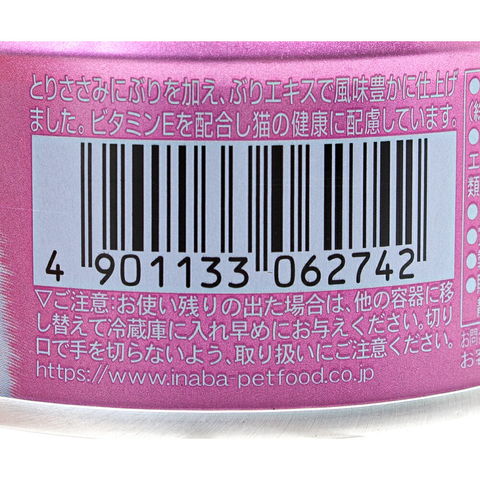 とりささみにぶりを加え、ぶりエキスで風味豊かに仕上げ
ました。ビタミンEを配合し猫の健康に配慮しています。
4 901133 062742
▽ご注意:お使い残りの出た場合は、他の容器に移
し替えて冷蔵庫に入れ早めにお与えください。切り
口で手を切らないよう、取り扱いにご注意ください。
https://www.inaba-petfood.co.jp
エ
類
お問
お客